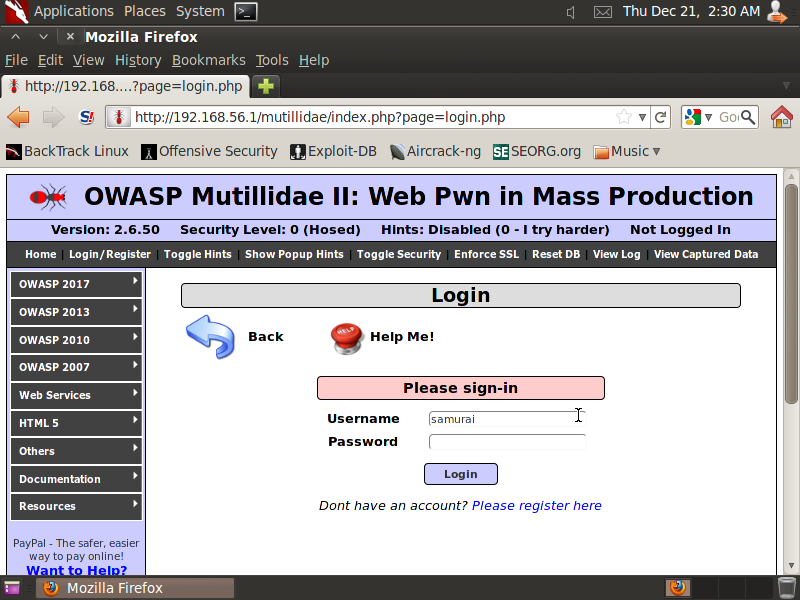 Applications Places System Thu Dec 21, 2:30 AM
Mozilla Firefox
File Edit View History Bookmarks Tools Help
http://192.168....?page=login.php
S! http://192.168.56.1/mutillidae/index.php?page=login.php Goo
BackTrack Linux Offensive Security Exploit-DB Aircrack-ng SE SEORG.org Music
OWASP Mutillidae II: Web Pwn in Mass Production
Version: 2.6.50 Security Level: 0 (Hosed) Hints: Disabled (0 - I try harder) Not Logged In
Home | Login/Register | Toggle Hints | Show Popup Hints | Toggle Security | Enforce SSL | Reset DB | View Log | View Captured Data
OWASP 2017
OWASP 2013
OWASP 2010
OWASP 2007
Web Services
HTML 5
Others
Documentation
Resources
PayPal - The safer, easier
way to pay online!
Want to Help?
Login
Back HELP Help Me!
Please sign-in
Username samurai
Password
Login
Dont have an account? Please register here
Mozilla Firefox